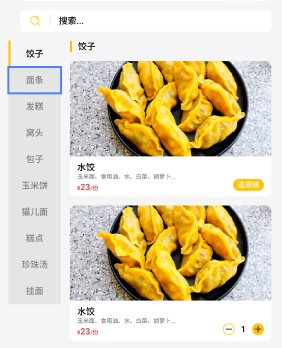 搜索...
饺子
面条
发糕
窝头
包子
玉米饼
猫儿面
糕点
珍珠汤
挂面
饺子
水饺
玉米面、食用油、水、白菜、胡萝卜...
¥23/份
选规格
水饺
玉米面、食用油、水、白菜、胡萝卜...
¥23/份
1